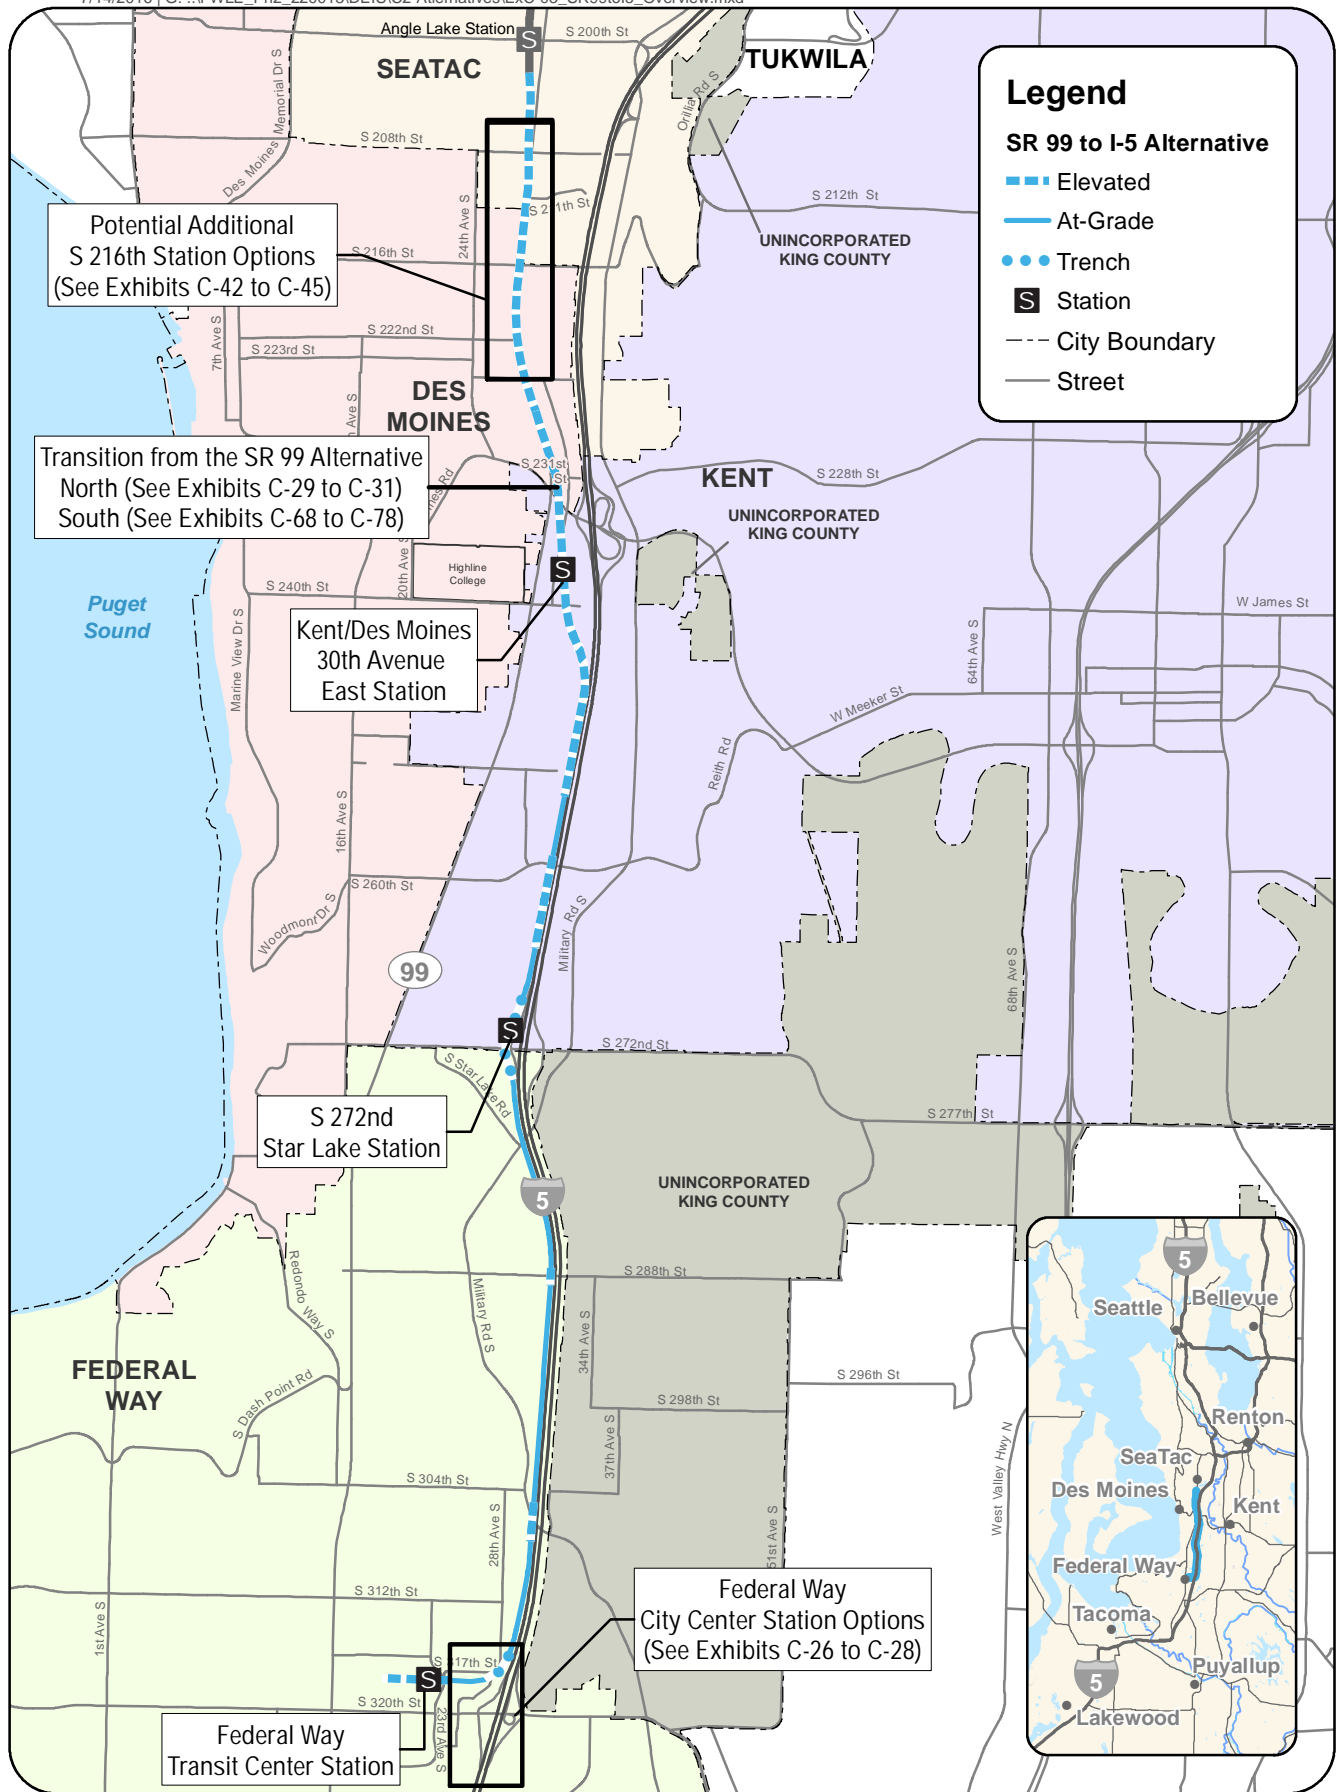 Angle Lake Station
S
S 200th St
SEATAC
TUKWILA
Des Moines Memorial Dr S
S 208th St
Orillia Rd S
S 212th St
S 211th St
24th Ave S
S 216th St
UNINCORPORATED
KING COUNTY
Legend
SR 99 to I-5 Alternative
Elevated
At-Grade
Trench
S Station
City Boundary
Street
Potential Additional
S 216th Station Options
(See Exhibits C-42 to C-45)
7th Ave S
S 222nd St
S 223rd St
DES
MOINES
Ave S
Transition from the SR 99 Alternative
North (See Exhibits C-29 to C-31)
South (See Exhibits C-68 to C-78)
S 231st
St
KENT
S 228th St
UNINCORPORATED
KING COUNTY
20th Ave S
Highline
College
S
S 240th St
Puget
Sound
Marine View Dr S
Kent/Des Moines
30th Avenue
East Station
W James St
64th Ave S
W Meeker St
Reith Rd
16th Ave S
S 260th St
Woodmont Dr S
99
Military Rd S
68th Ave S
S
S 272nd St
S Star Lake Rd
S 272nd
Star Lake Station
S 277th St
5
UNINCORPORATED
KING COUNTY
Redondo Way S
S 288th St
Military Rd S
34th Ave S
FEDERAL
WAY
S Dash Point Rd
S 296th St
S 298th St
37th Ave S
West Valley Hwy N
S 304th St
28th Ave S
51st Ave S
S 312th St
1st Ave S
Federal Way
City Center Station Options
(See Exhibits C-26 to C-28)
S 317th St
S
S 320th St
23rd Ave S
Federal Way
Transit Center Station
5
Seattle
Bellevue
Renton
SeaTac
Des Moines
Kent
Federal Way
Tacoma
5
Puyallup
Lakewood